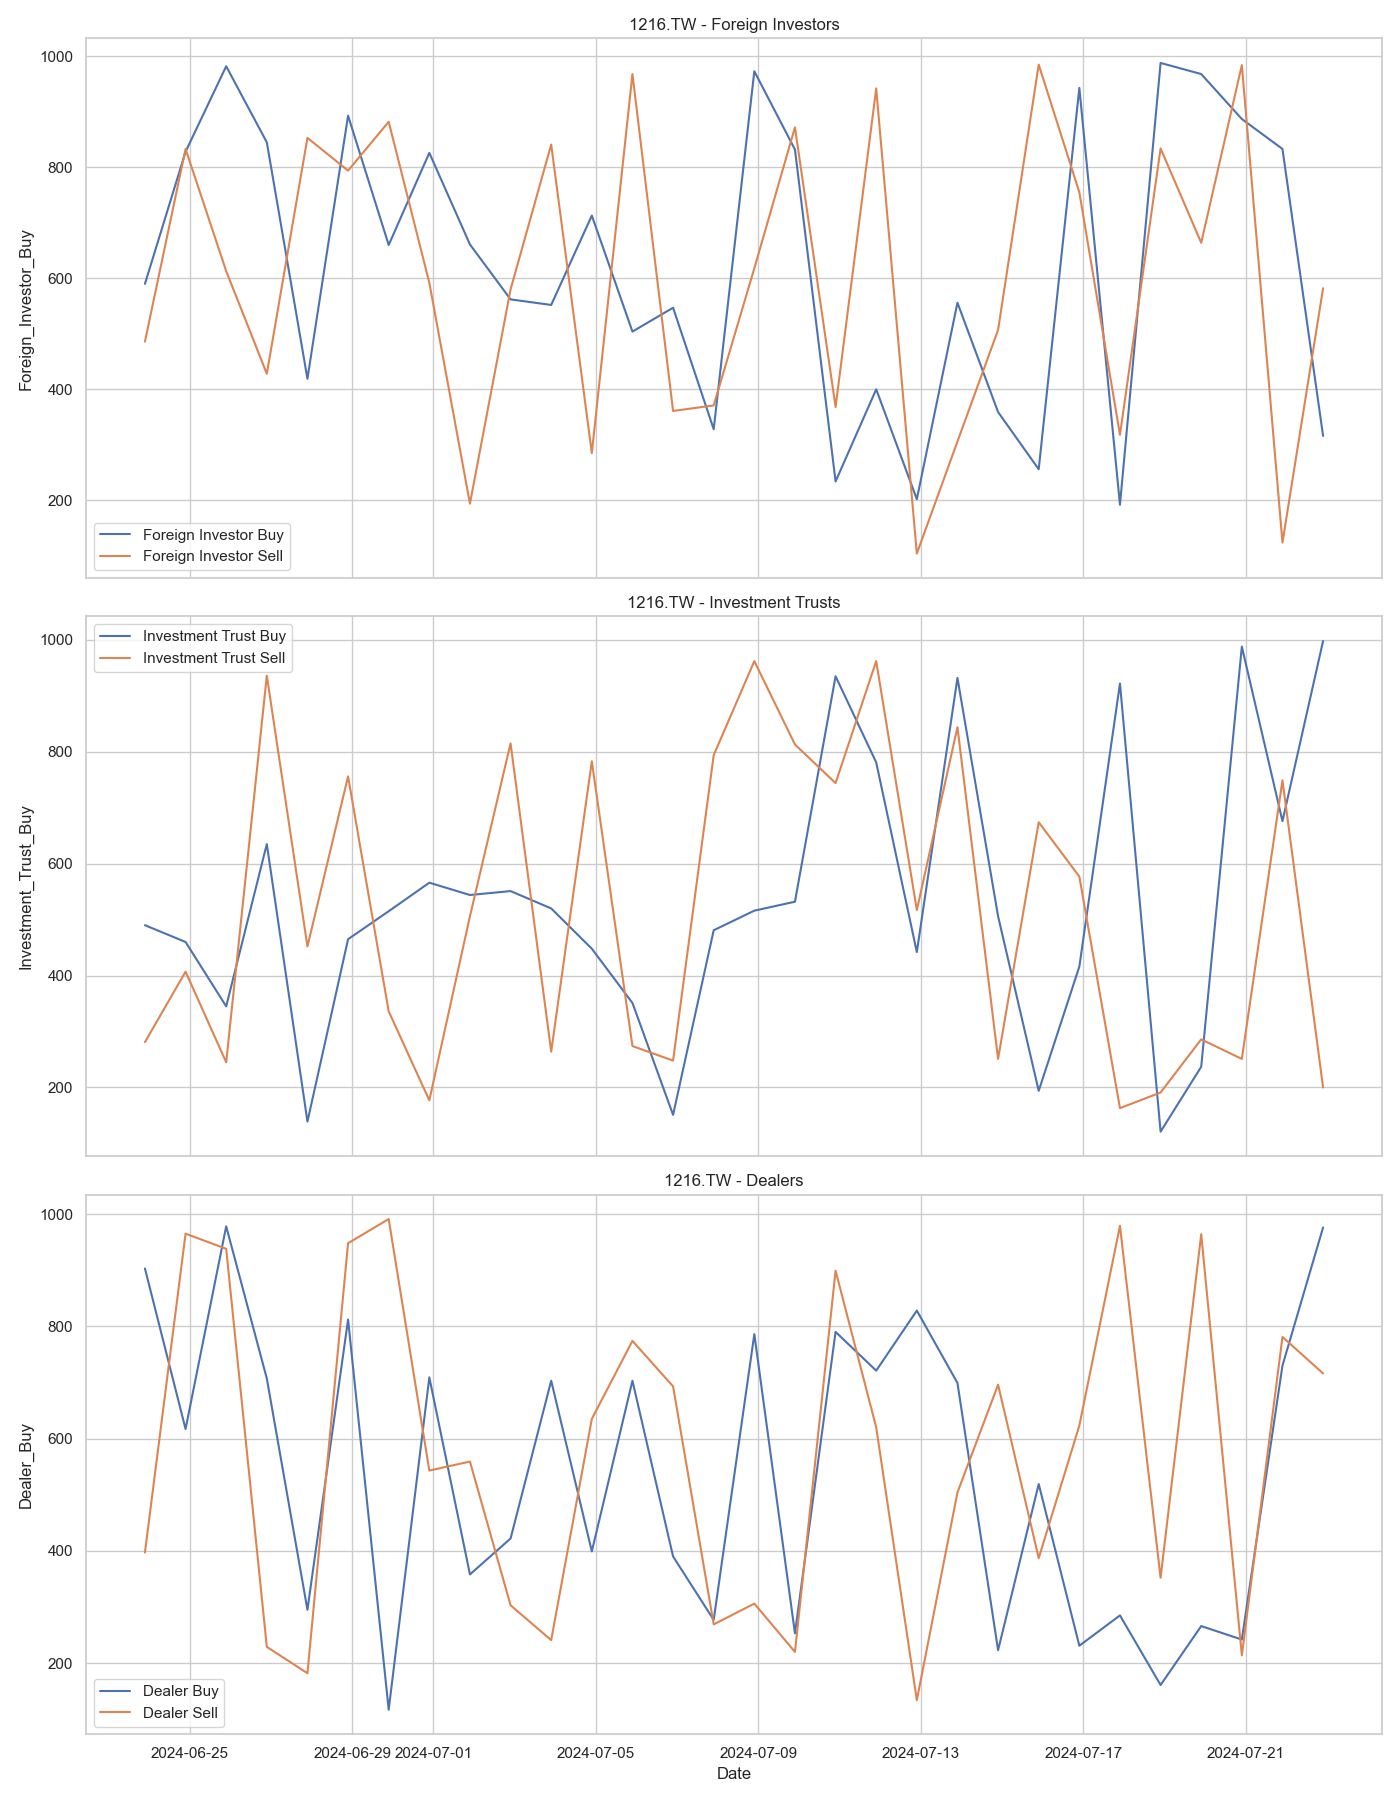 1216.TW - Foreign Investors
Foreign_Investor_Buy
1000
800
600
400
200
Foreign Investor Buy
Foreign Investor Sell
1216.TW - Investment Trusts
Investment_Trust_Buy
1000
800
600
400
200
Investment Trust Buy
Investment Trust Sell
1216.TW - Dealers
Dealer_Buy
1000
800
600
400
200
Dealer Buy
Dealer Sell
2024-06-25 2024-06-29 2024-07-01 2024-07-05 2024-07-09 2024-07-13 2024-07-17 2024-07-21
Date